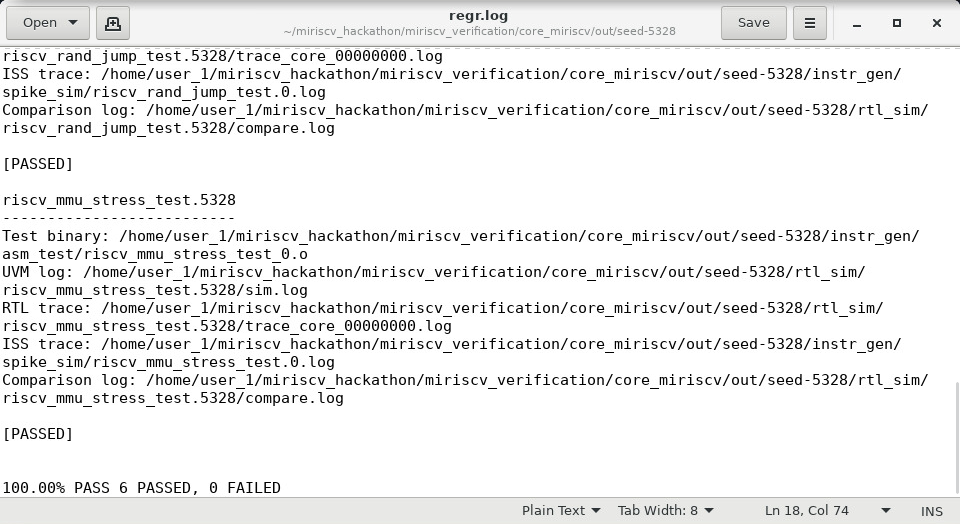 Open
regr.log
~/miriscv_hackathon/miriscv_verification/core_miriscv/out/seed-5328
Save
riscv_rand_jump_test.5328/trace_core_00000000.log
ISS trace: /home/user_1/miriscv_hackathon/miriscv_verification/core_miriscv/out/seed-5328/instr_gen/
spike_sim/riscv_rand_jump_test.0.log
Comparison log: /home/user_1/miriscv_hackathon/miriscv_verification/core_miriscv/out/seed-5328/rtl_sim/
riscv_rand_jump_test.5328/compare.log
[PASSED]
riscv_mmu_stress_test.5328
--------------------------
Test binary: /home/user_1/miriscv_hackathon/miriscv_verification/core_miriscv/out/seed-5328/instr_gen/
asm_test/riscv_mmu_stress_test_0.o
UVM log: /home/user_1/miriscv_hackathon/miriscv_verification/core_miriscv/out/seed-5328/rtl_sim/
riscv_mmu_stress_test.5328/sim.log
RTL trace: /home/user_1/miriscv_hackathon/miriscv_verification/core_miriscv/out/seed-5328/rtl_sim/
riscv_mmu_stress_test.5328/trace_core_00000000.log
ISS trace: /home/user_1/miriscv_hackathon/miriscv_verification/core_miriscv/out/seed-5328/instr_gen/
spike_sim/riscv_mmu_stress_test.0.log
Comparison log: /home/user_1/miriscv_hackathon/miriscv_verification/core_miriscv/out/seed-5328/rtl_sim/
riscv_mmu_stress_test.5328/compare.log
[PASSED]
100.00% PASS 6 PASSED, 0 FAILED
Plain Text Tab Width: 8 Ln 18, Col 74 INS